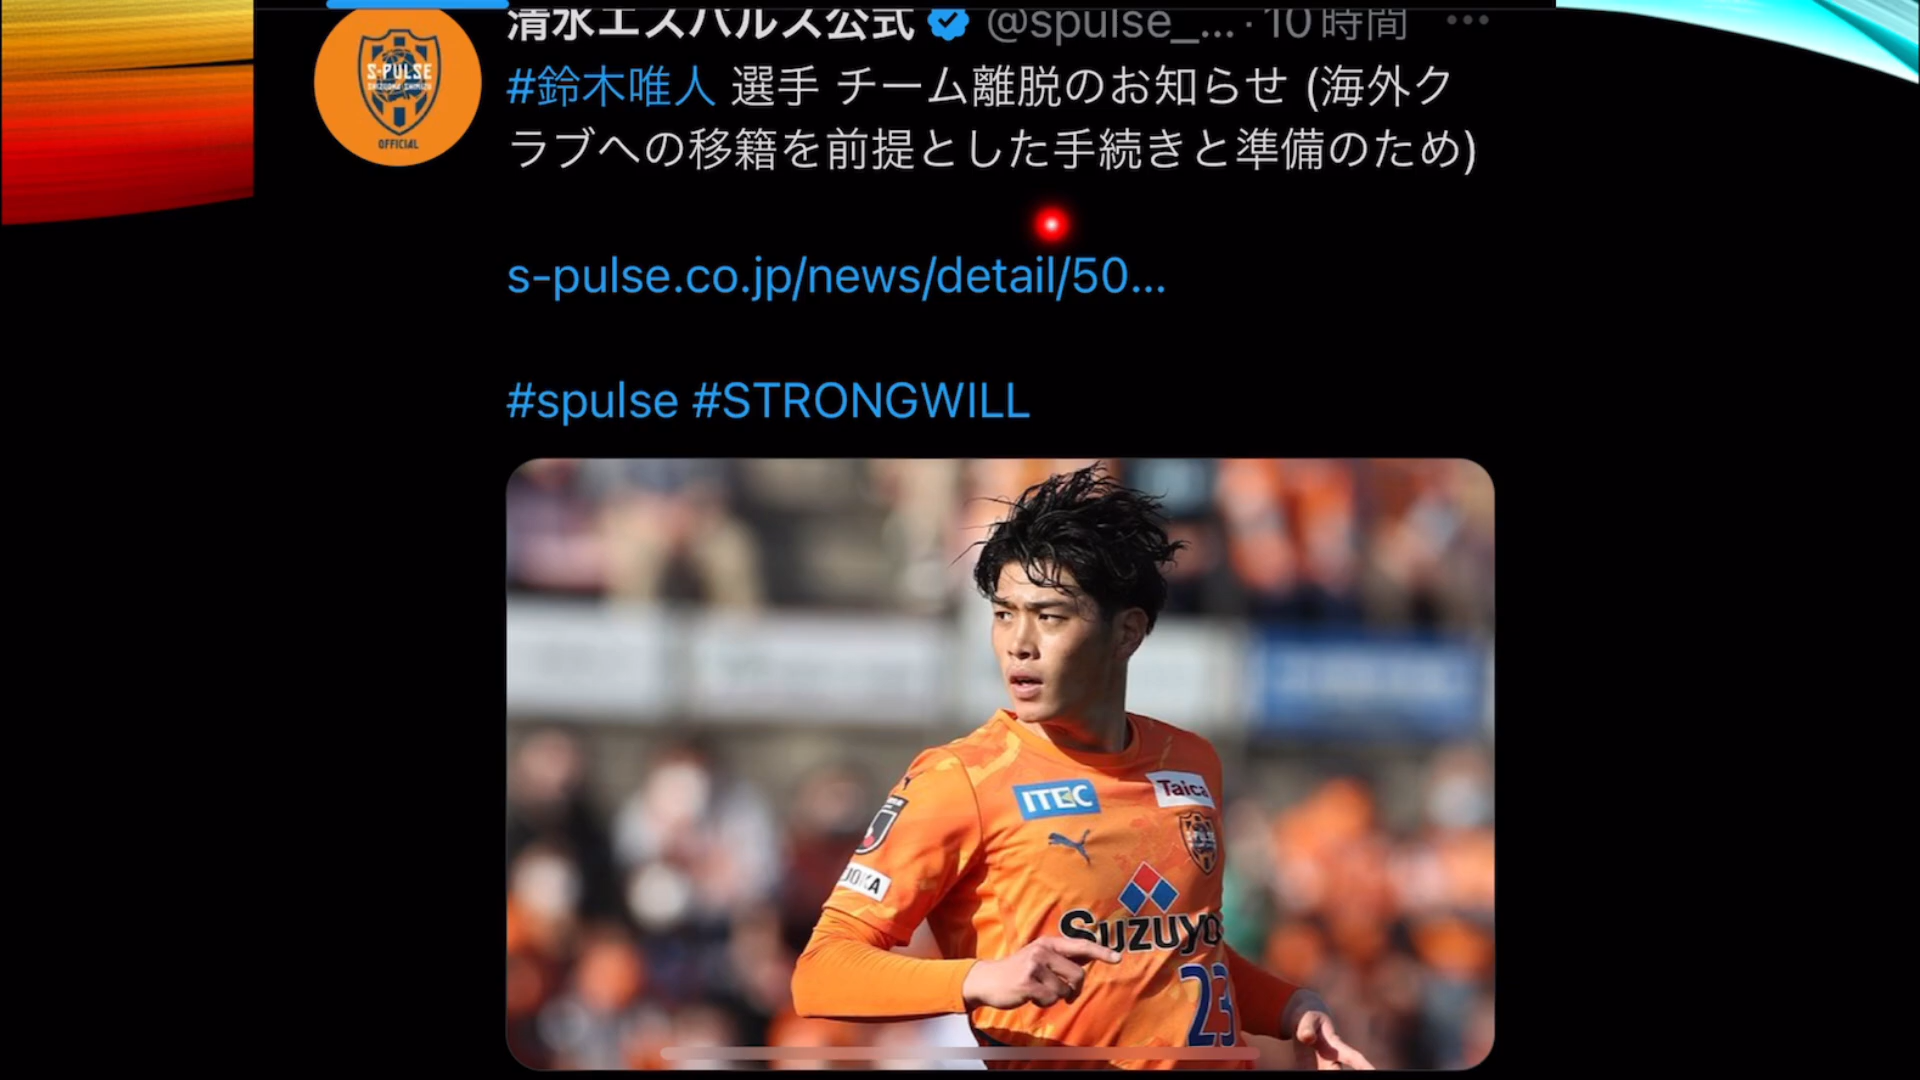 清水エスパルス公式 @spulse_... · 10時間
#鈴木唯人 選手 チーム離脱のお知らせ (海外ク
ラブへの移籍を前提とした手続きと準備のため)
s-pulse.co.jp/news/detail/50...
#spulse #STRONGWILL
S-PULSE
OFFICIAL
ITEC
Taica
SUZUYO
23